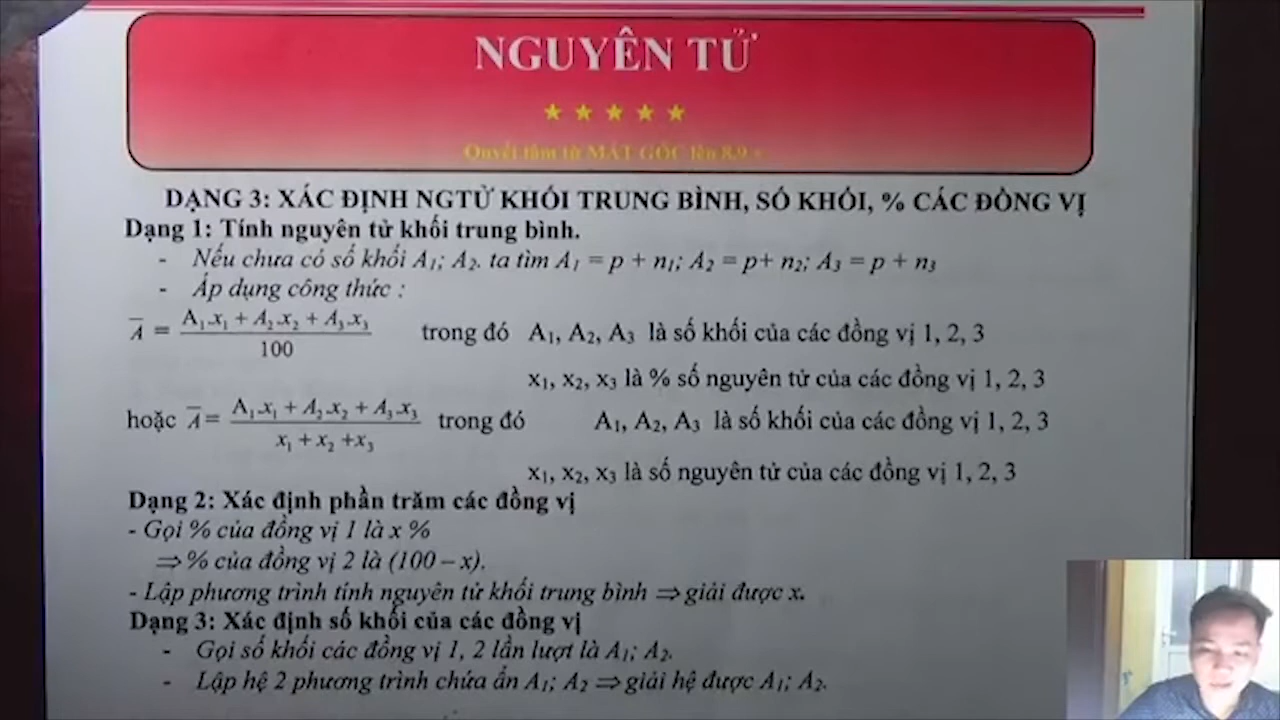 NGUYÊN TỬ
Quyết tâm từ MẤT GỐC lên 8,9 +
DẠNG 3: XÁC ĐỊNH NGTỬ KHỐI TRUNG BÌNH, SỐ KHỐI, % CÁC ĐỒNG VỊ
Dạng 1: Tính nguyên tử khối trung bình.
- Nếu chưa có số khối A₁; A₂. ta tìm A₁ = p + n₁; A₂ = p+ n₂; A₃ = p + n₃
- Áp dụng công thức :
A̅ = (A₁.x₁ + A₂.x₂ + A₃.x₃)/100 trong đó A₁, A₂, A₃ là số khối của các đồng vị 1, 2, 3
x₁, x₂, x₃ là % số nguyên tử của các đồng vị 1, 2, 3
hoặc A̅ = (A₁.x₁ + A₂.x₂ + A₃.x₃)/(x₁ + x₂ +x₃) trong đó A₁, A₂, A₃ là số khối của các đồng vị 1, 2, 3
x₁, x₂, x₃ là số nguyên tử của các đồng vị 1, 2, 3
Dạng 2: Xác định phần trăm các đồng vị
- Gọi % của đồng vị 1 là x %
⇒ % của đồng vị 2 là (100 – x).
- Lập phương trình tính nguyên tử khối trung bình ⇒ giải được x.
Dạng 3: Xác định số khối của các đồng vị
- Gọi số khối các đồng vị 1, 2 lần lượt là A₁; A₂.
- Lập hệ 2 phương trình chứa ẩn A₁; A₂ ⇒ giải hệ được A₁; A₂.